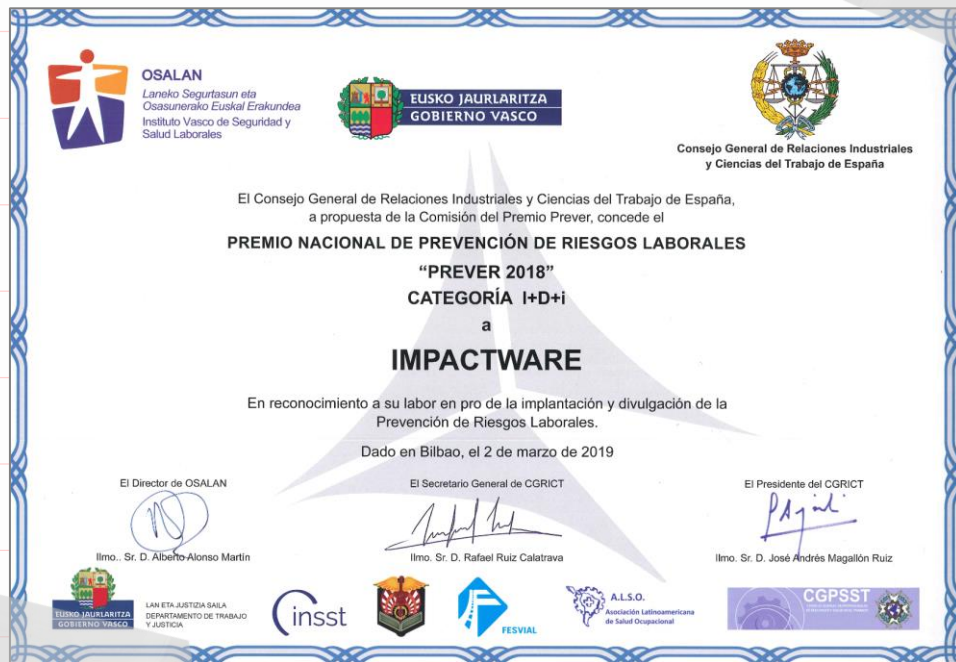 OSALAN
Laneko Segurtasun eta
Osasunerako Euskal Erakundea
Instituto Vasco de Seguridad y
Salud Laborales
EUSKO JAURLARITZA
GOBIERNO VASCO
Consejo General de Relaciones Industriales
y Ciencias del Trabajo de España
El Consejo General de Relaciones Industriales y Ciencias del Trabajo de España,
a propuesta de la Comisión del Premio Prever, concede el
PREMIO NACIONAL DE PREVENCIÓN DE RIESGOS LABORALES
“PREVER 2018”
CATEGORÍA I+D+i
a
IMPACTWARE
En reconocimiento a su labor en pro de la implantación y divulgación de la
Prevención de Riesgos Laborales.
Dado en Bilbao, el 2 de marzo de 2019
El Director de OSALAN
El Secretario General de CGRICT
El Presidente del CGRICT
Ilmo.. Sr. D. Alberto Alonso Martín
Ilmo. Sr. D. Rafael Ruiz Calatrava
Ilmo. Sr. D. José Andrés Magallón Ruiz
EUSKO JAURLARITZA
GOBIERNO VASCO
LAN ETA JUSTIZIA SAILA
DEPARTAMENTO DE TRABAJO
Y JUSTICIA
insst
FESVIAL
A.L.S.O.
Asociación Latinoamericana
de Salud Ocupacional
CGPSST